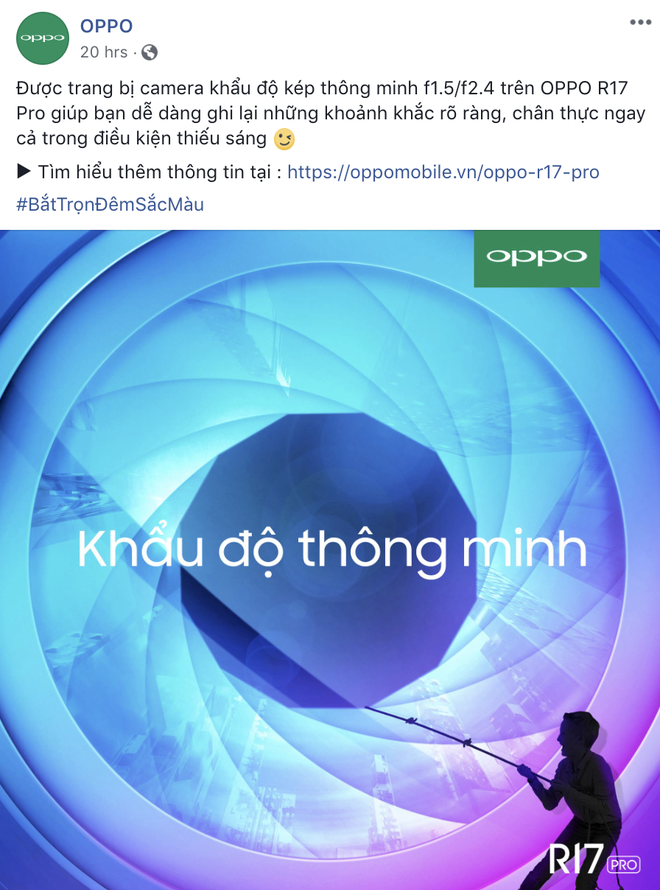 oppo
OPPO
20 hrs ·
Được trang bị camera khẩu độ kép thông minh f1.5/f2.4 trên OPPO R17
Pro giúp bạn dễ dàng ghi lại những khoảnh khắc rõ ràng, chân thực ngay
cả trong điều kiện thiếu sáng
▶ Tìm hiểu thêm thông tin tại : https://oppomobile.vn/oppo-r17-pro
#BắtTrọnĐêmSắcMàu
oppo
Khẩu độ thông minh
R17 PRO